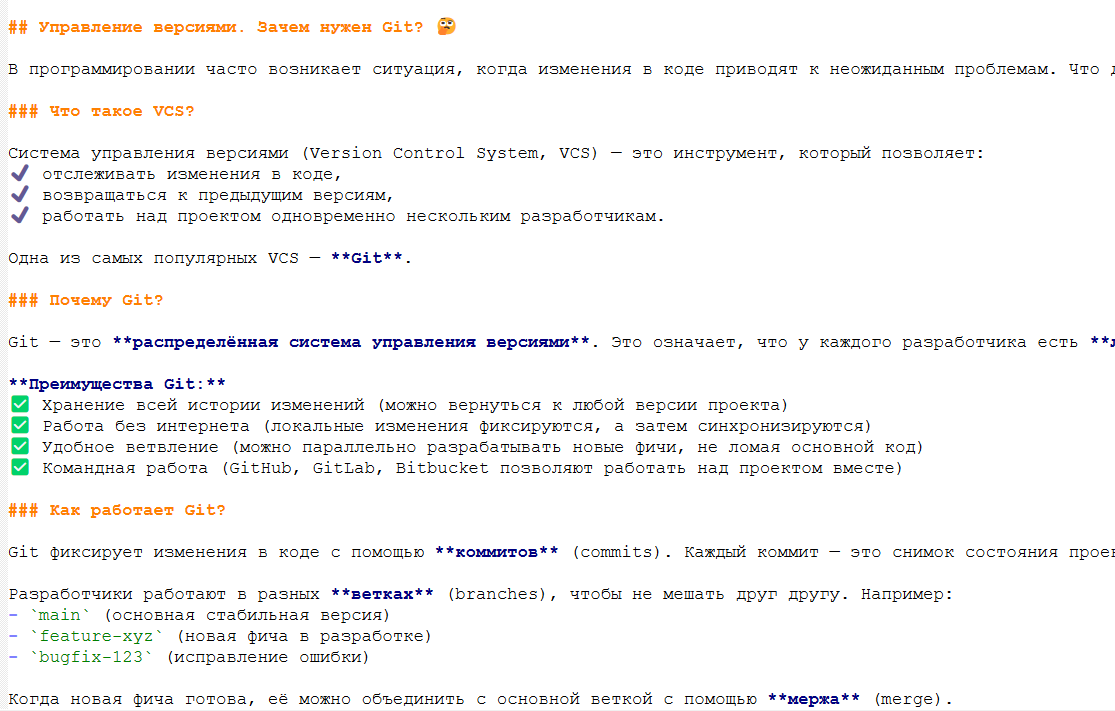 ## Управление версиями. Зачем нужен Git? 🤔
В программировании часто возникает ситуация, когда изменения в коде приводят к неожиданным проблемам. Что
### Что такое VCS?
Система управления версиями (Version Control System, VCS) — это инструмент, который позволяет:
✔ отслеживать изменения в коде,
✔ возвращаться к предыдущим версиям,
✔ работать над проектом одновременно нескольким разработчикам.
Одна из самых популярных VCS — **Git**.
### Почему Git?
Git — это **распределённая система управления версиями**. Это означает, что у каждого разработчика есть **
**Преимущества Git:**
✅ Хранение всей истории изменений (можно вернуться к любой версии проекта)
✅ Работа без интернета (локальные изменения фиксируются, а затем синхронизируются)
✅ Удобное ветвление (можно параллельно разрабатывать новые фичи, не ломая основной код)
✅ Командная работа (GitHub, GitLab, Bitbucket позволяют работать над проектом вместе)
### Как работает Git?
Git фиксирует изменения в коде с помощью **коммитов** (commits). Каждый коммит — это снимок состояния
Разработчики работают в разных **ветках** (branches), чтобы не мешать друг другу. Например:
- `main` (основная стабильная версия)
- `feature-xyz` (новая фича в разработке)
- `bugfix-123` (исправление ошибки)
Когда новая фича готова, её можно объединить с основной веткой с помощью **мержа** (merge).